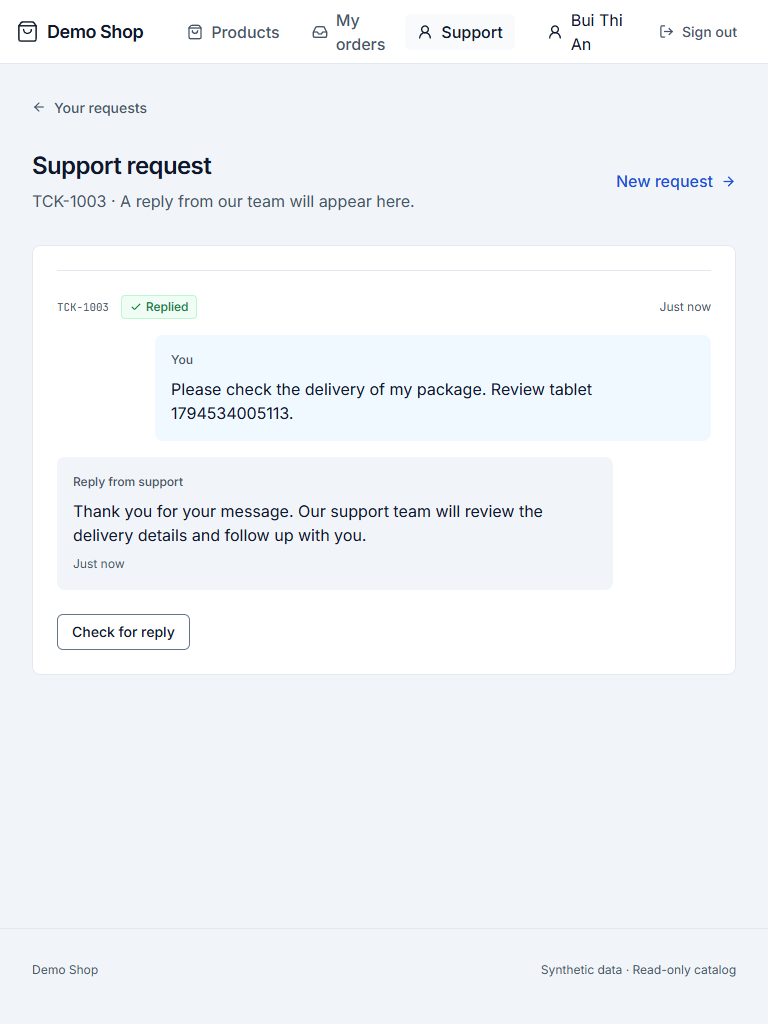 Demo Shop
Products
My
orders
Support
Bui Thi
An
Sign out
Your requests
Support request
New request
TCK-1003 · A reply from our team will appear here.
TCK-1003
Replied
Just now
You
Please check the delivery of my package. Review tablet
1794534005113.
Reply from support
Thank you for your message. Our support team will review the
delivery details and follow up with you.
Just now
Check for reply
Demo Shop
Synthetic data · Read-only catalog